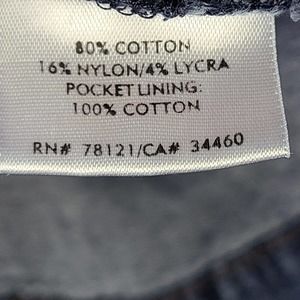 80% COTTON
16% NYLON/4% LYCRA
POCKET LINING:
100% COTTON
RN# 78121/CA# 34460